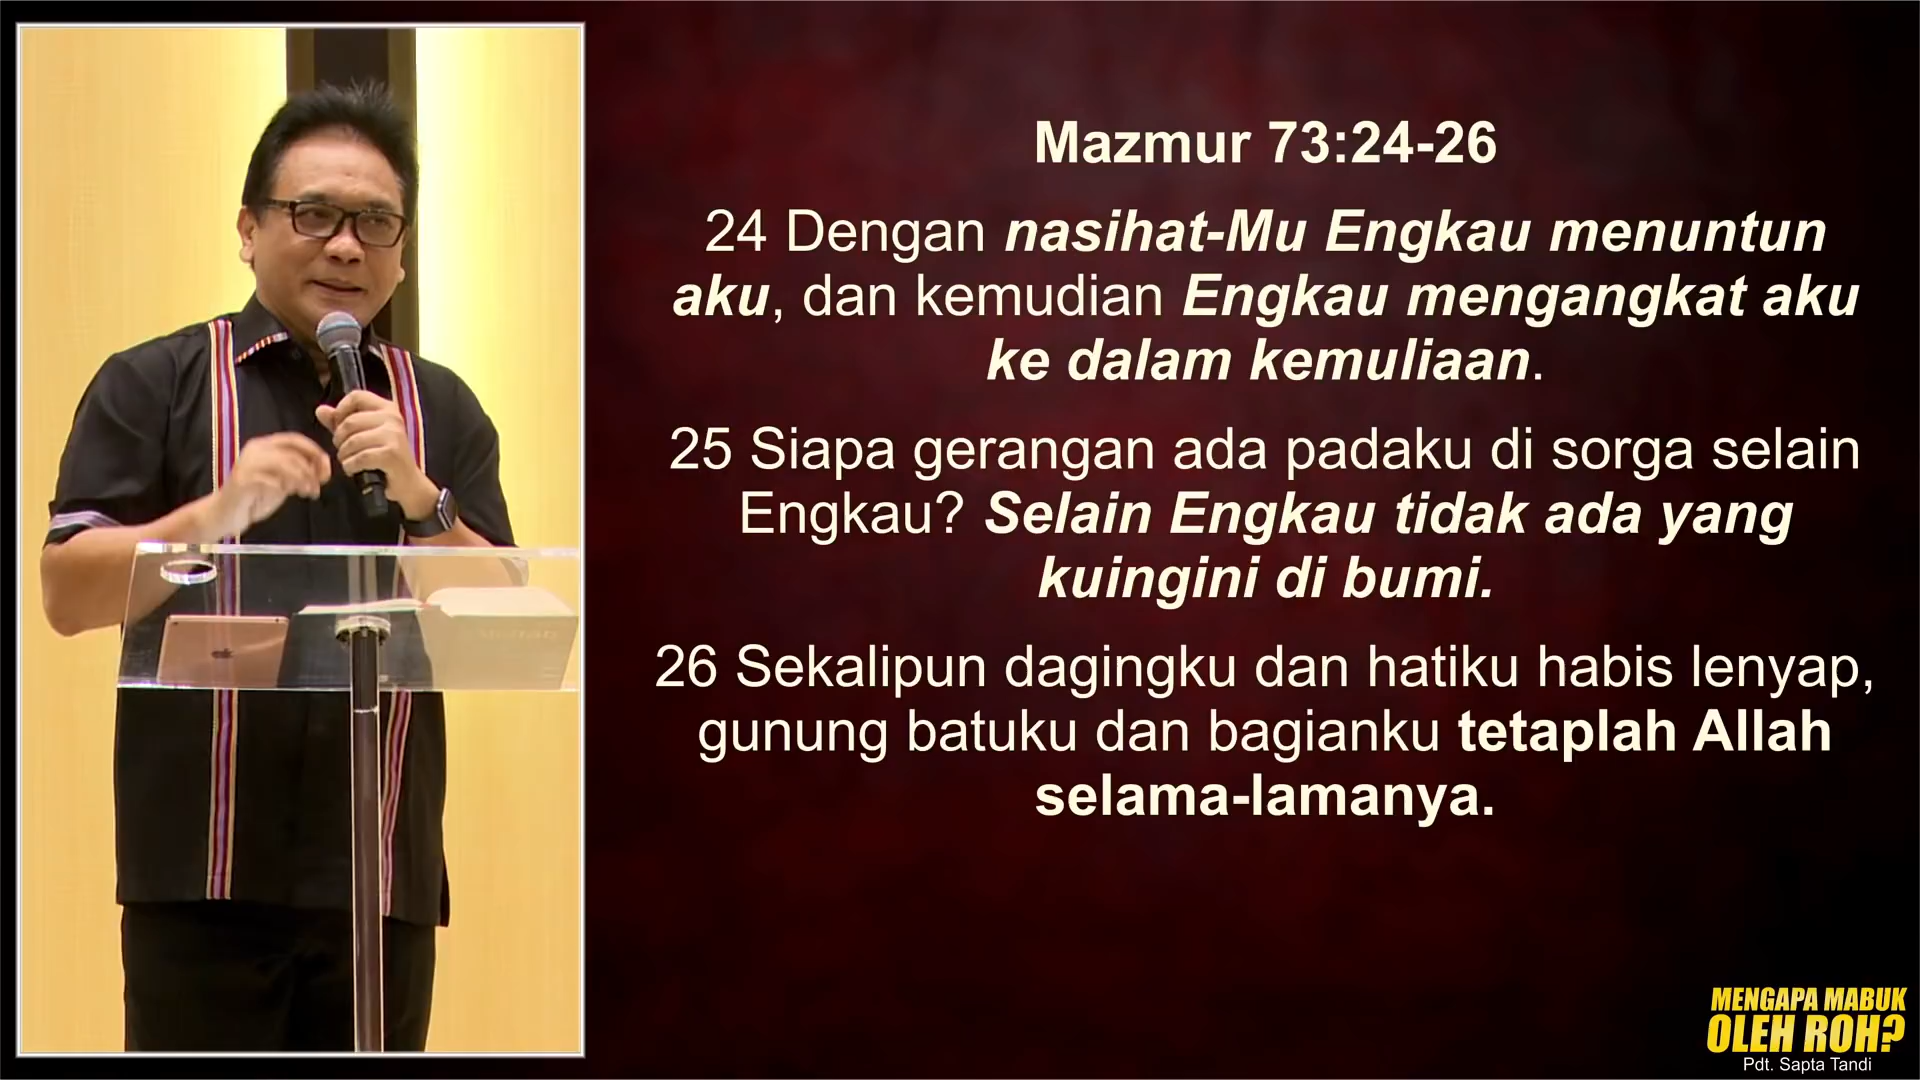 Mazmur 73:24-26
24 Dengan nasihat-Mu Engkau menuntun
aku, dan kemudian Engkau mengangkat aku
ke dalam kemuliaan.
25 Siapa gerangan ada padaku di sorga selain
Engkau? Selain Engkau tidak ada yang
kuingini di bumi.
26 Sekalipun dagingku dan hatiku habis lenyap,
gunung batuku dan bagianku tetaplah Allah
selama-lamanya.
MENGAPA MABUK
OLEH ROH?
Pdt. Sapta Tandi